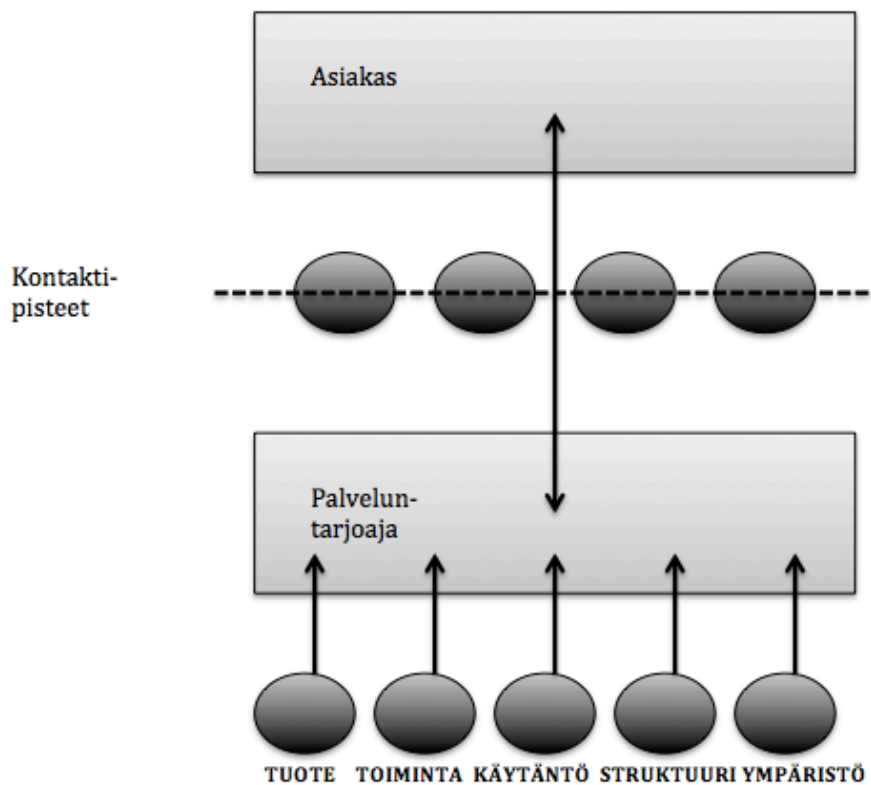 Asiakas
Kontakti-
pisteet
Palvelun-
tarjoaja
TUOTE TOIMINTA KÄYTÄNTÖ STRUKTUURI YMPÄRISTÖ